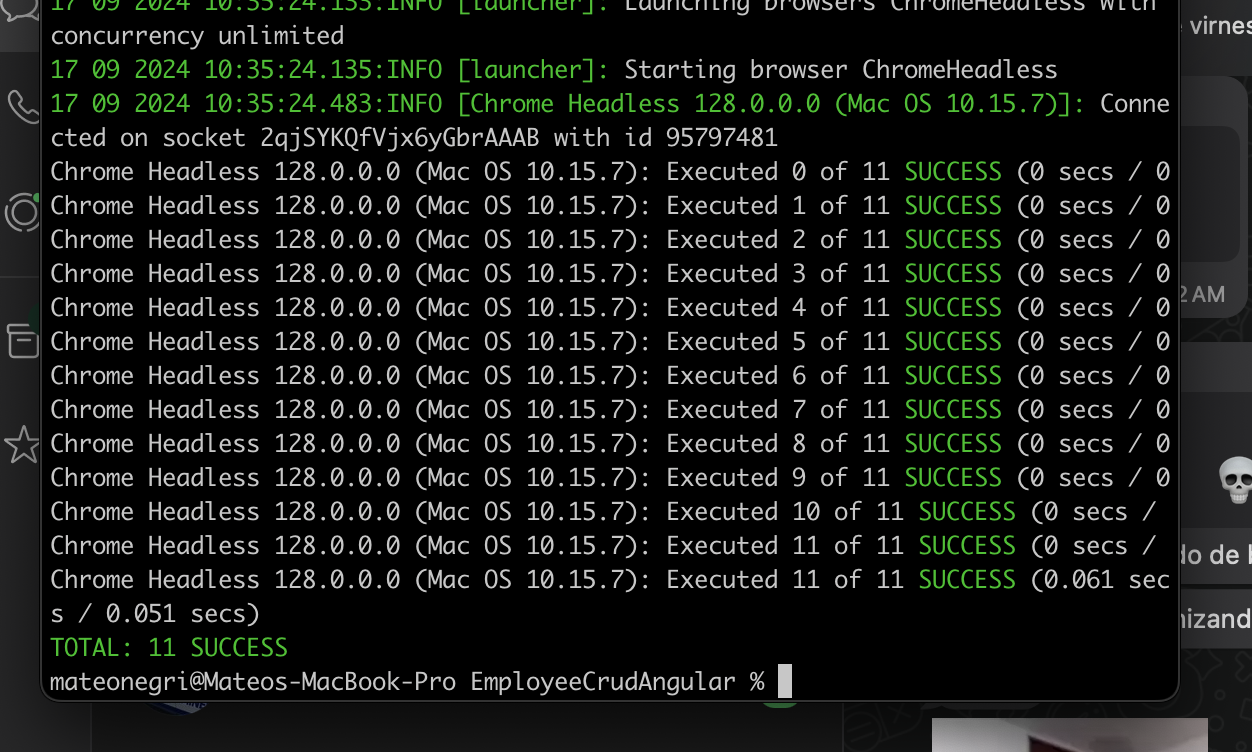 17 09 2024 10:35:24.133:INFO [launcher]: Launching browsers ChromeHeadless with
concurrency unlimited
17 09 2024 10:35:24.135:INFO [launcher]: Starting browser ChromeHeadless
17 09 2024 10:35:24.483:INFO [Chrome Headless 128.0.0.0 (Mac OS 10.15.7)]: Conne
cted on socket 2qjSYKQfVjx6yGbrAAAB with id 95797481
Chrome Headless 128.0.0.0 (Mac OS 10.15.7): Executed 0 of 11 SUCCESS (0 secs / 0
Chrome Headless 128.0.0.0 (Mac OS 10.15.7): Executed 1 of 11 SUCCESS (0 secs / 0
Chrome Headless 128.0.0.0 (Mac OS 10.15.7): Executed 2 of 11 SUCCESS (0 secs / 0
Chrome Headless 128.0.0.0 (Mac OS 10.15.7): Executed 3 of 11 SUCCESS (0 secs / 0
Chrome Headless 128.0.0.0 (Mac OS 10.15.7): Executed 4 of 11 SUCCESS (0 secs / 0
Chrome Headless 128.0.0.0 (Mac OS 10.15.7): Executed 5 of 11 SUCCESS (0 secs / 0
Chrome Headless 128.0.0.0 (Mac OS 10.15.7): Executed 6 of 11 SUCCESS (0 secs / 0
Chrome Headless 128.0.0.0 (Mac OS 10.15.7): Executed 7 of 11 SUCCESS (0 secs / 0
Chrome Headless 128.0.0.0 (Mac OS 10.15.7): Executed 8 of 11 SUCCESS (0 secs / 0
Chrome Headless 128.0.0.0 (Mac OS 10.15.7): Executed 9 of 11 SUCCESS (0 secs / 0
Chrome Headless 128.0.0.0 (Mac OS 10.15.7): Executed 10 of 11 SUCCESS (0 secs /
Chrome Headless 128.0.0.0 (Mac OS 10.15.7): Executed 11 of 11 SUCCESS (0 secs /
Chrome Headless 128.0.0.0 (Mac OS 10.15.7): Executed 11 of 11 SUCCESS (0.061 sec
s / 0.051 secs)
TOTAL: 11 SUCCESS
mateonegri@Mateos-MacBook-Pro EmployeeCrudAngular %
virnes
2 AM
do de
nizand